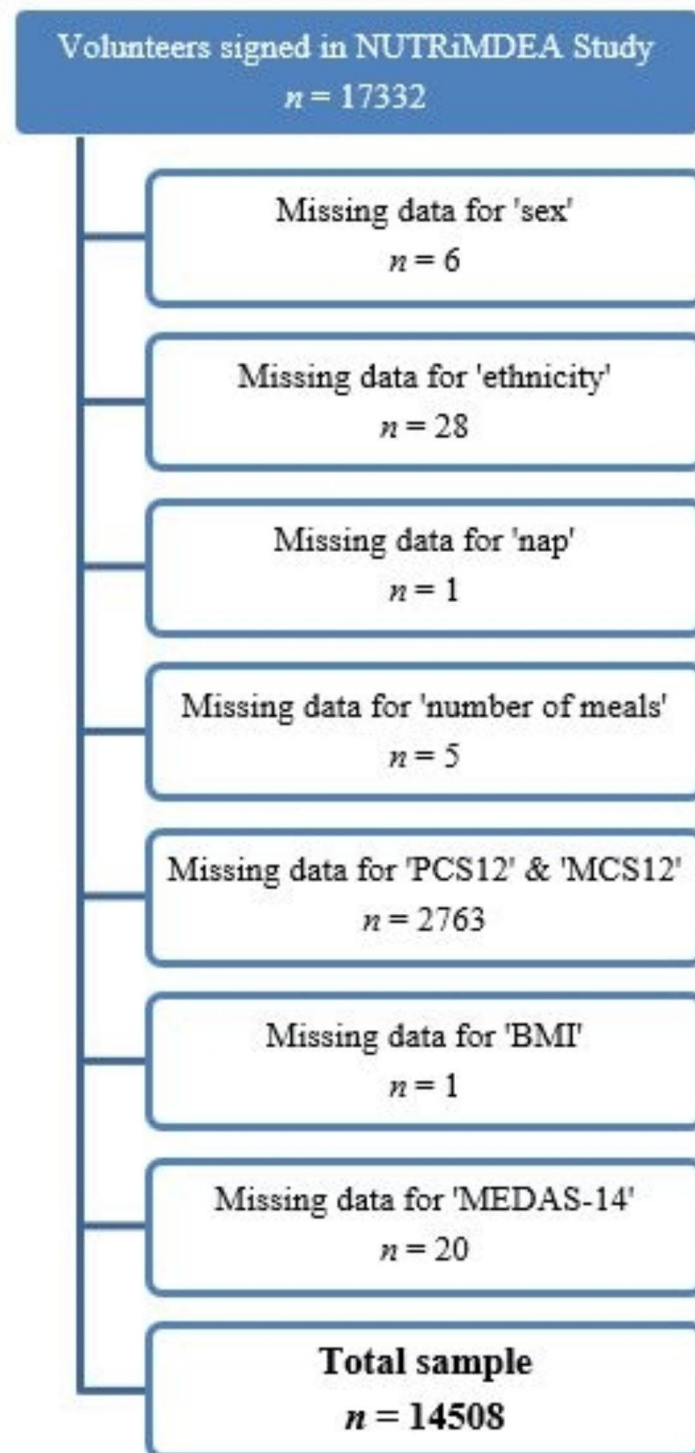 Volunteers signed in NUTRiMDEA Study
n = 17332
Missing data for 'sex'
n = 6
Missing data for 'ethnicity'
n = 28
Missing data for 'nap'
n = 1
Missing data for 'number of meals'
n = 5
Missing data for 'PCS12' & 'MCS12'
n = 2763
Missing data for 'BMI'
n = 1
Missing data for 'MEDAS-14'
n = 20
Total sample
n = 14508